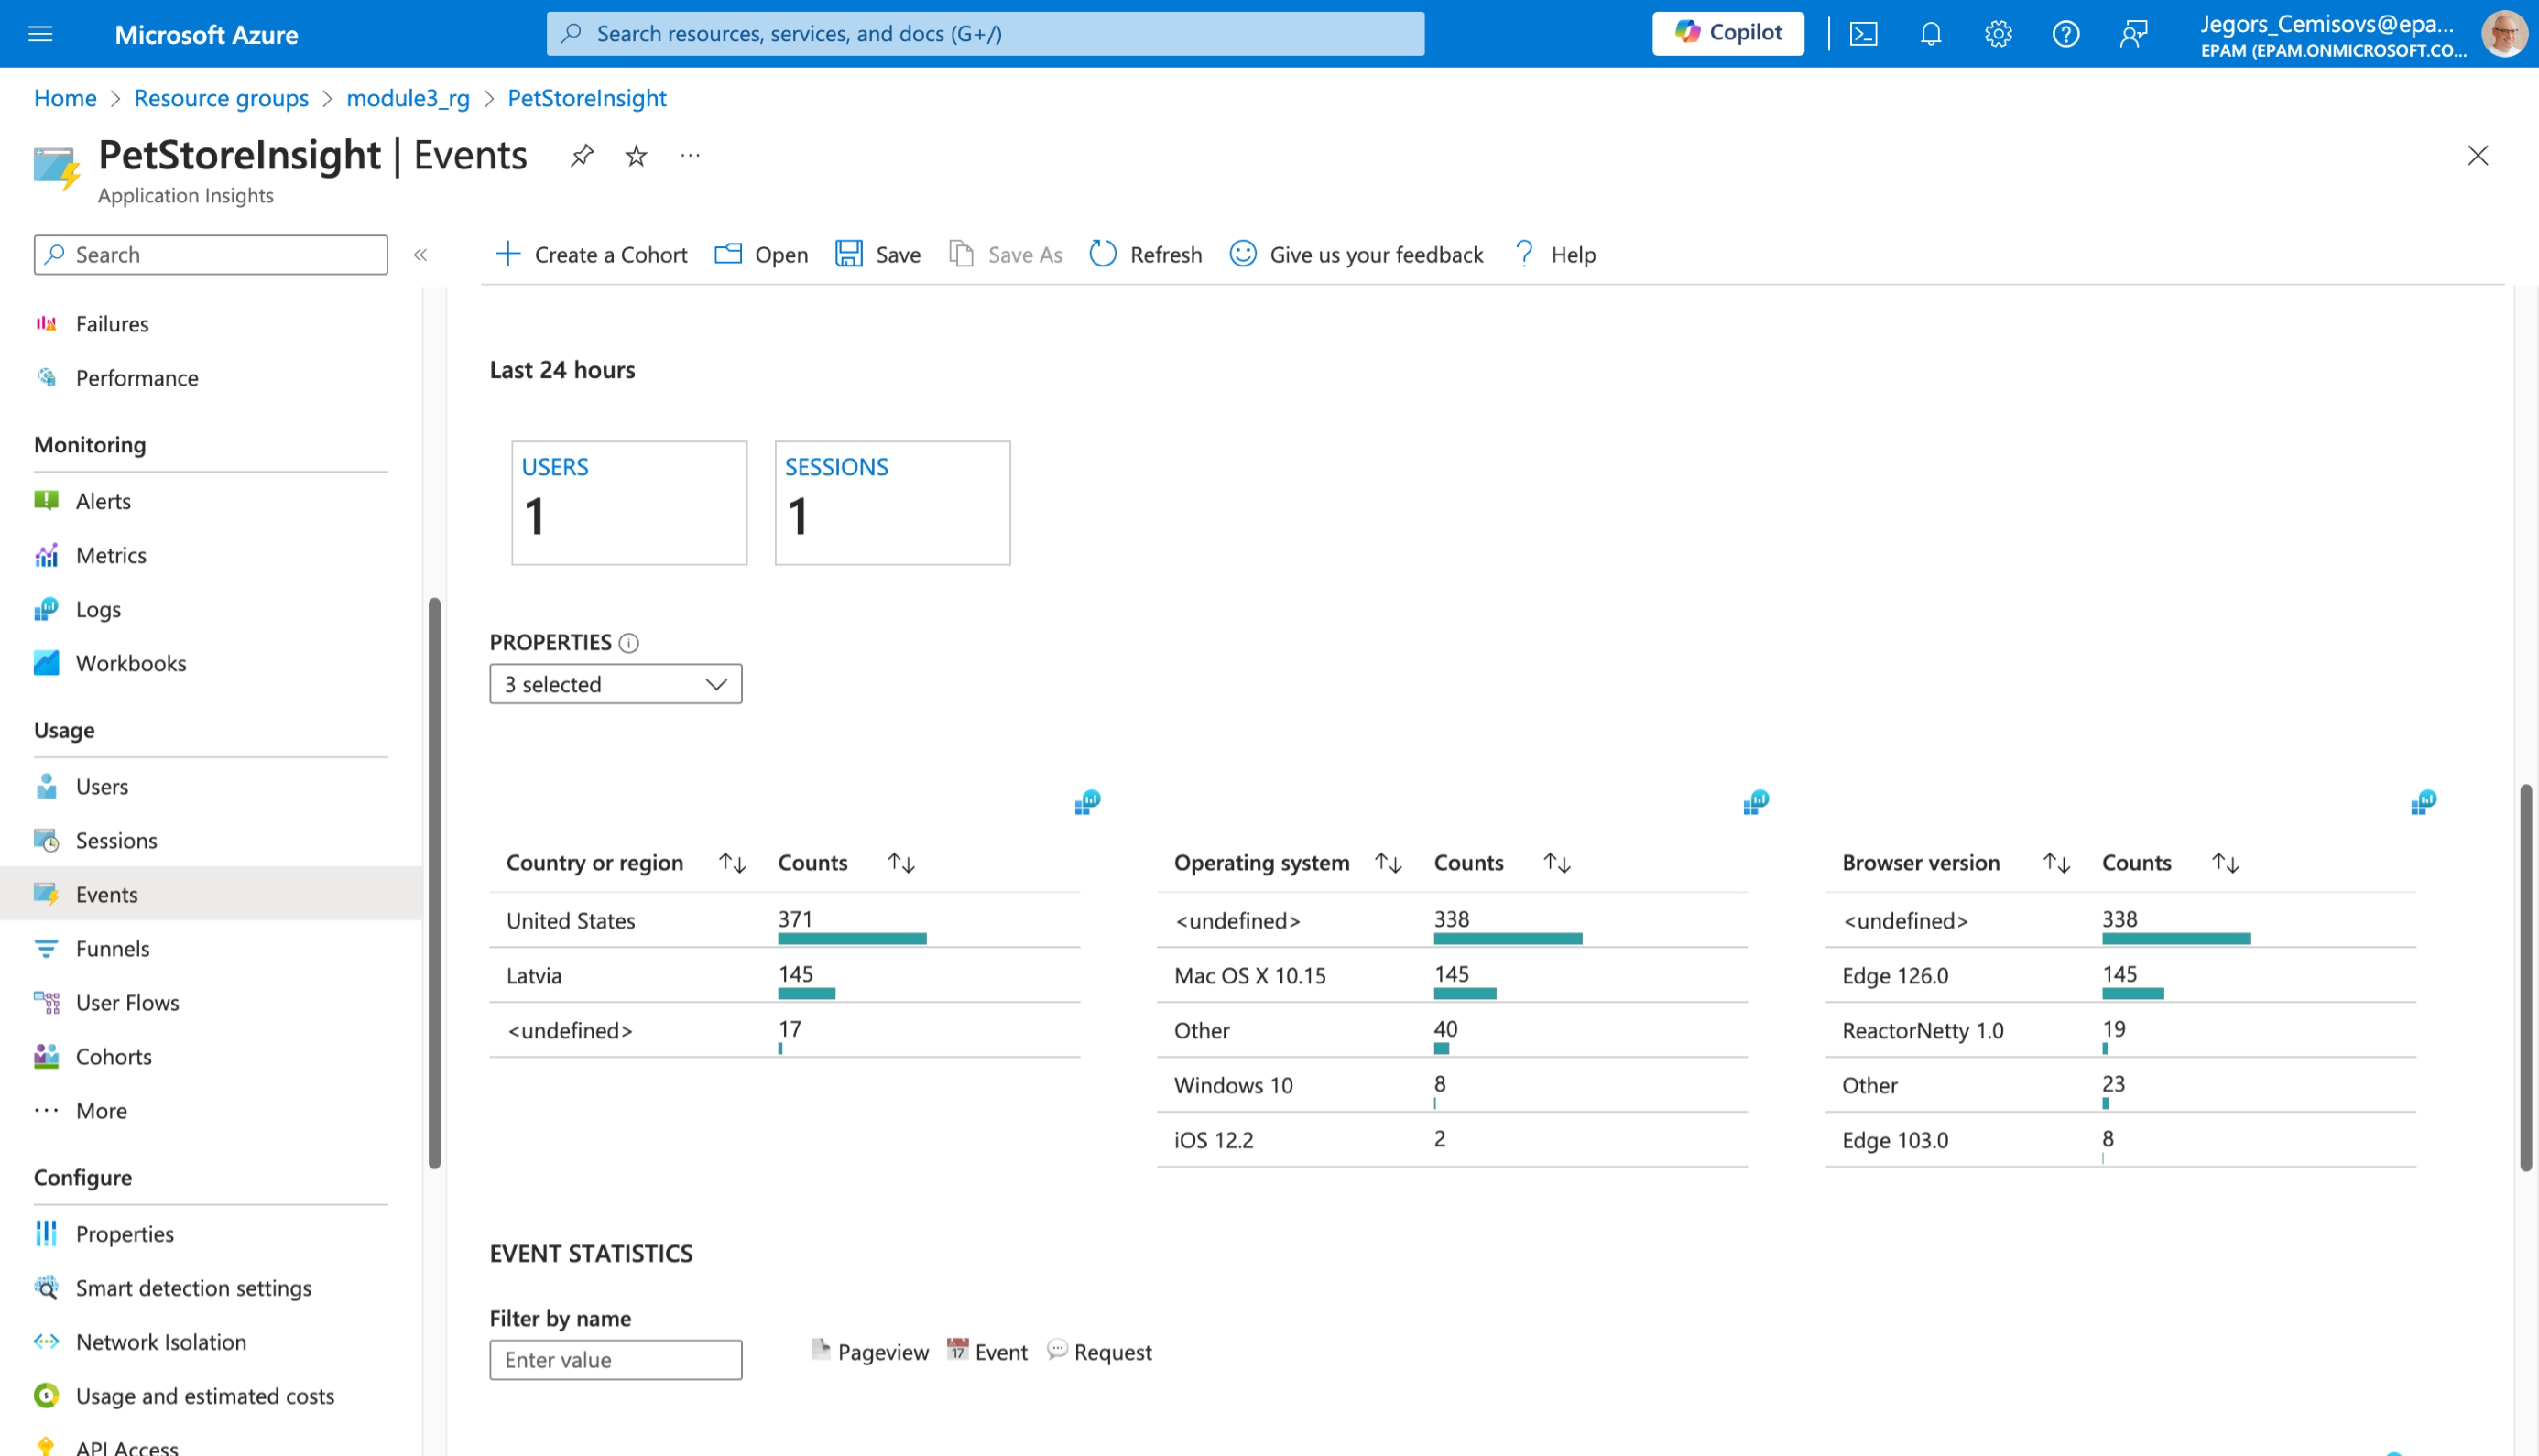 Microsoft Azure
Search resources, services, and docs (G+/)
Copilot
Jegors_Cemisovs@epa...
EPAM (EPAM.ONMICROSOFT.CO...
Home > Resource groups > module3_rg > PetStoreInsight
PetStoreInsight | Events
Application Insights
Search
Create a Cohort
Open
Save
Save As
Refresh
Give us your feedback
Help
Failures
Performance
Monitoring
Alerts
Metrics
Logs
Workbooks
Usage
Users
Sessions
Events
Funnels
User Flows
Cohorts
More
Configure
Properties
Smart detection settings
Network Isolation
Usage and estimated costs
API Access
Last 24 hours
USERS
1
SESSIONS
1
PROPERTIES
3 selected
Country or region Counts
United States 371
Latvia 145
<undefined> 17
Operating system Counts
<undefined> 338
Mac OS X 10.15 145
Other 40
Windows 10 8
iOS 12.2 2
Browser version Counts
<undefined> 338
Edge 126.0 145
ReactorNetty 1.0 19
Other 23
Edge 103.0 8
EVENT STATISTICS
Filter by name
Enter value
Pageview
17 Event
Request